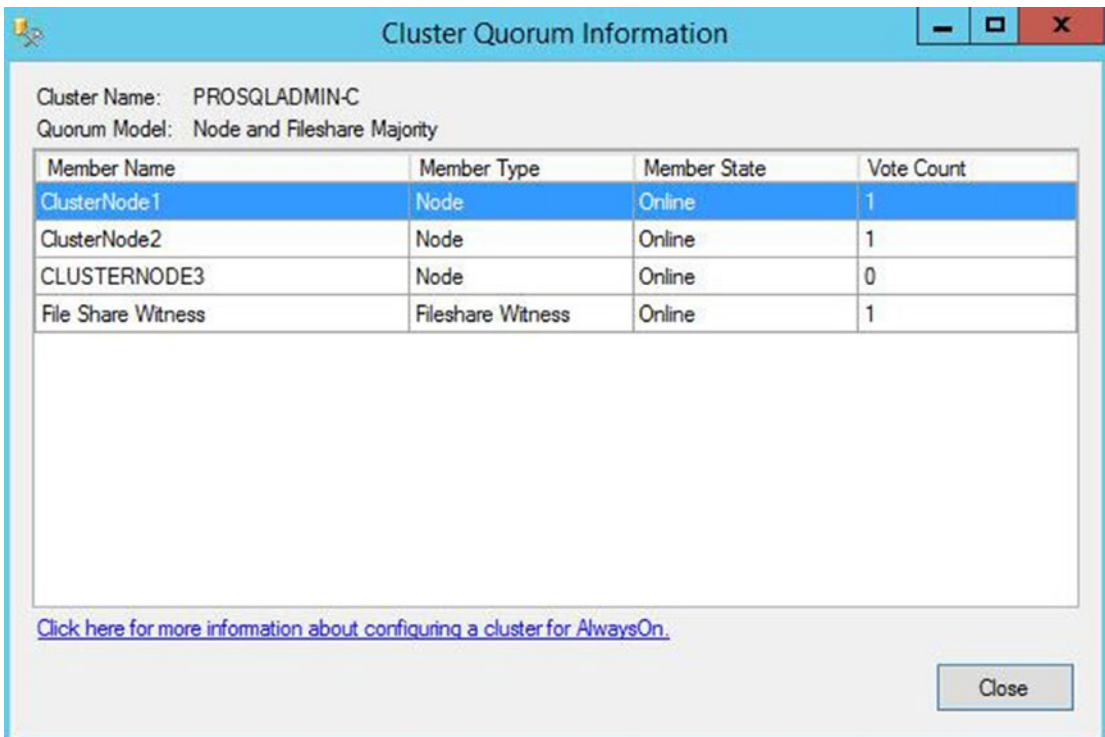 Cluster Quorum Information
Cluster Name: PROSQLADMIN-C
Quorum Model: Node and Fileshare Majority
Member Name Member Type Member State Vote Count
ClusterNode1 Node Online 1
ClusterNode2 Node Online 1
CLUSTERNODE3 Node Online 0
File Share Witness Fileshare Witness Online 1
Click here for more information about configuring a cluster for AlwaysOn.
Close